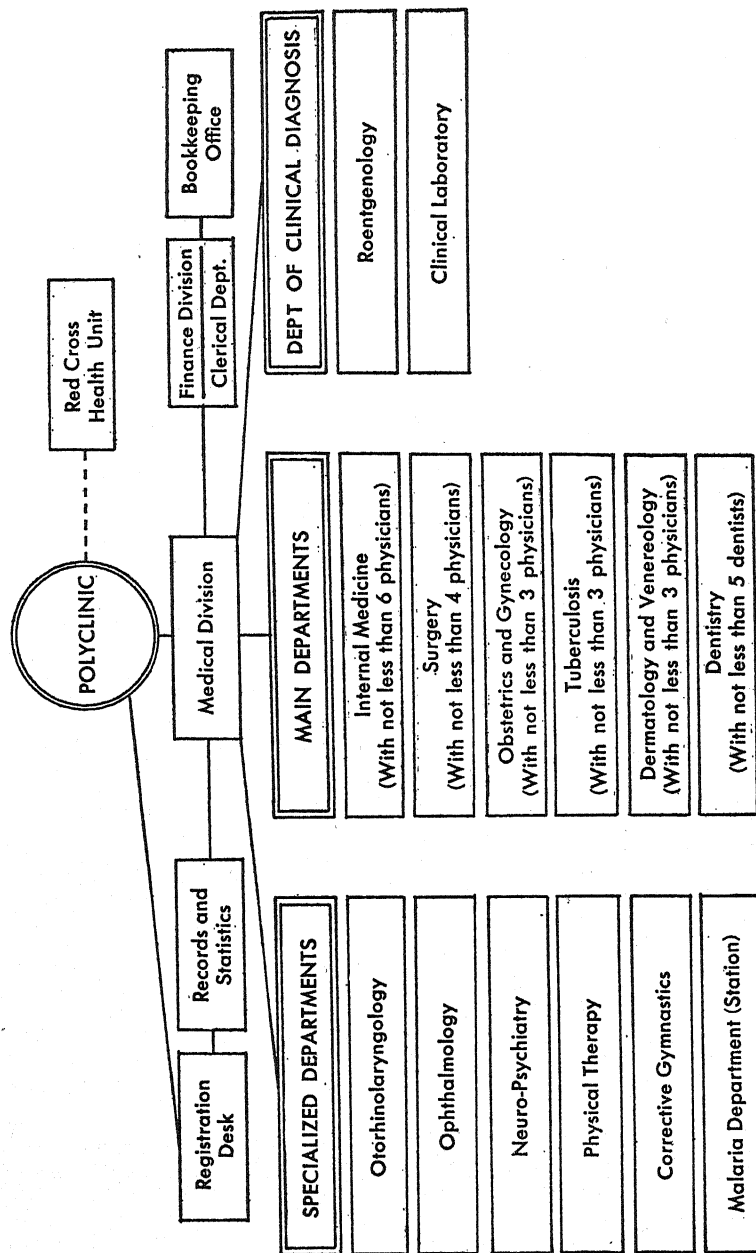 POLYCLINIC
Red Cross
Health Unit
Registration
Desk
Records and
Statistics
Medical Division
Finance Division
Clerical Dept.
Bookkeeping
Office
SPECIALIZED DEPARTMENTS
Otorhinolaryngology
Ophthalmology
Neuro-Psychiatry
Physical Therapy
Corrective Gymnastics
Malaria Department (Station)
MAIN DEPARTMENTS
Internal Medicine
(With not less than 6 physicians)
Surgery
(With not less than 4 physicians)
Obstetrics and Gynecology
(With not less than 3 physicians)
Tuberculosis
(With not less than 3 physicians)
Dermatology and Venereology
(With not less than 3 physicians)
Dentistry
(With not less than 5 dentists)
DEPT OF CLINICAL DIAGNOSIS
Roentgenology
Clinical Laboratory